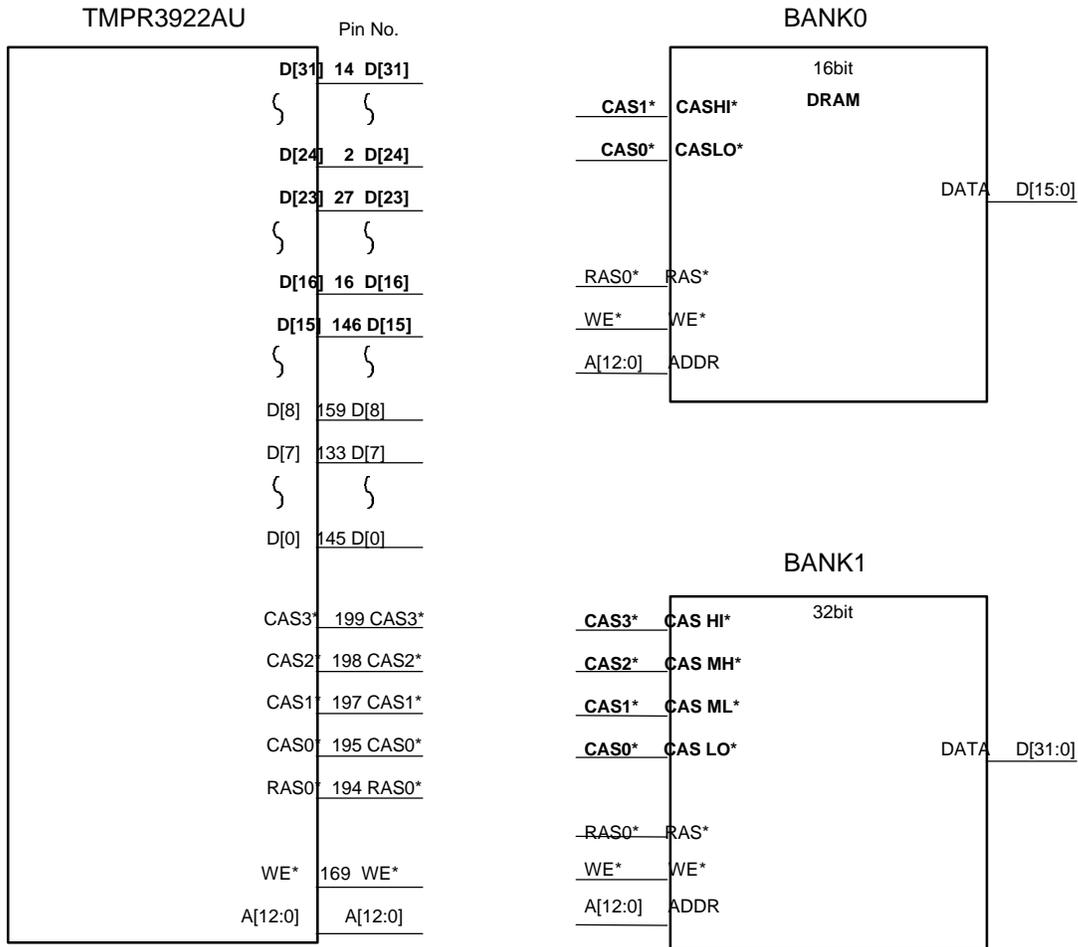 TMPR3922AU
Pin No.
D[31] 14 D[31]
D[24] 2 D[24]
D[23] 27 D[23]
D[16] 16 D[16]
D[15] 146 D[15]
D[8] 159 D[8]
D[7] 133 D[7]
D[0] 145 D[0]
CAS3* 199 CAS3*
CAS2* 198 CAS2*
CAS1* 197 CAS1*
CAS0* 195 CAS0*
RAS0* 194 RAS0*
WE* 169 WE*
A[12:0] A[12:0]
BANK0
16bit
DRAM
CAS1* CASHI*
CAS0* CASLO*
DATA D[15:0]
RAS0* RAS*
WE* WE*
A[12:0] ADDR
BANK1
32bit
CAS3* CAS HI*
CAS2* CAS MH*
CAS1* CAS ML*
CAS0* CAS LO*
DATA D[31:0]
RAS0* RAS*
WE* WE*
A[12:0] ADDR